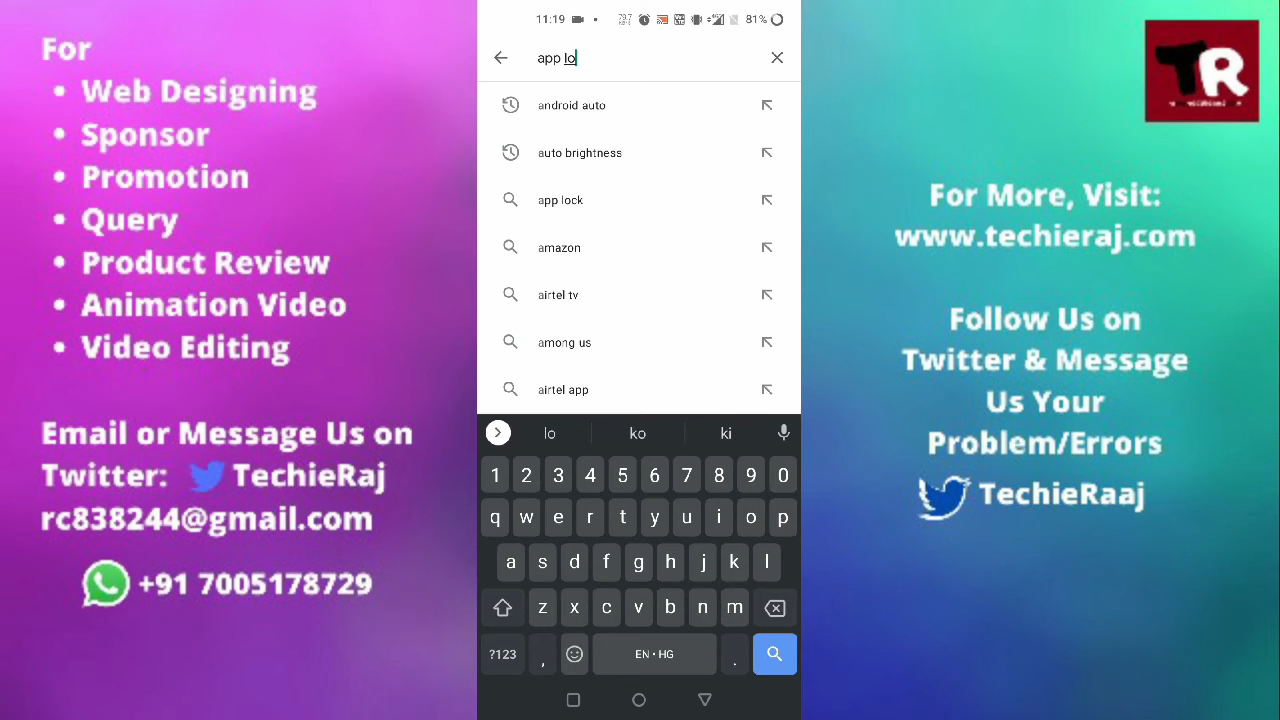 For
• Web Designing
• Sponsor
• Promotion
• Query
• Product Review
• Animation Video
• Video Editing
Email or Message Us on
Twitter: TechieRaj
rc838244@gmail.com
+91 7005178729
11:19 81%
app lo
android auto
auto brightness
app lock
amazon
airtel tv
among us
airtel app
lo ko ki
1 2 3 4 5 6 7 8 9 0
q w e r t y u i o p
a s d f g h j k l
z x c v b n m
?123 , EN • HG .
TR
For More, Visit:
www.techieraj.com
Follow Us on
Twitter & Message
Us Your
Problem/Errors
TechieRaaj